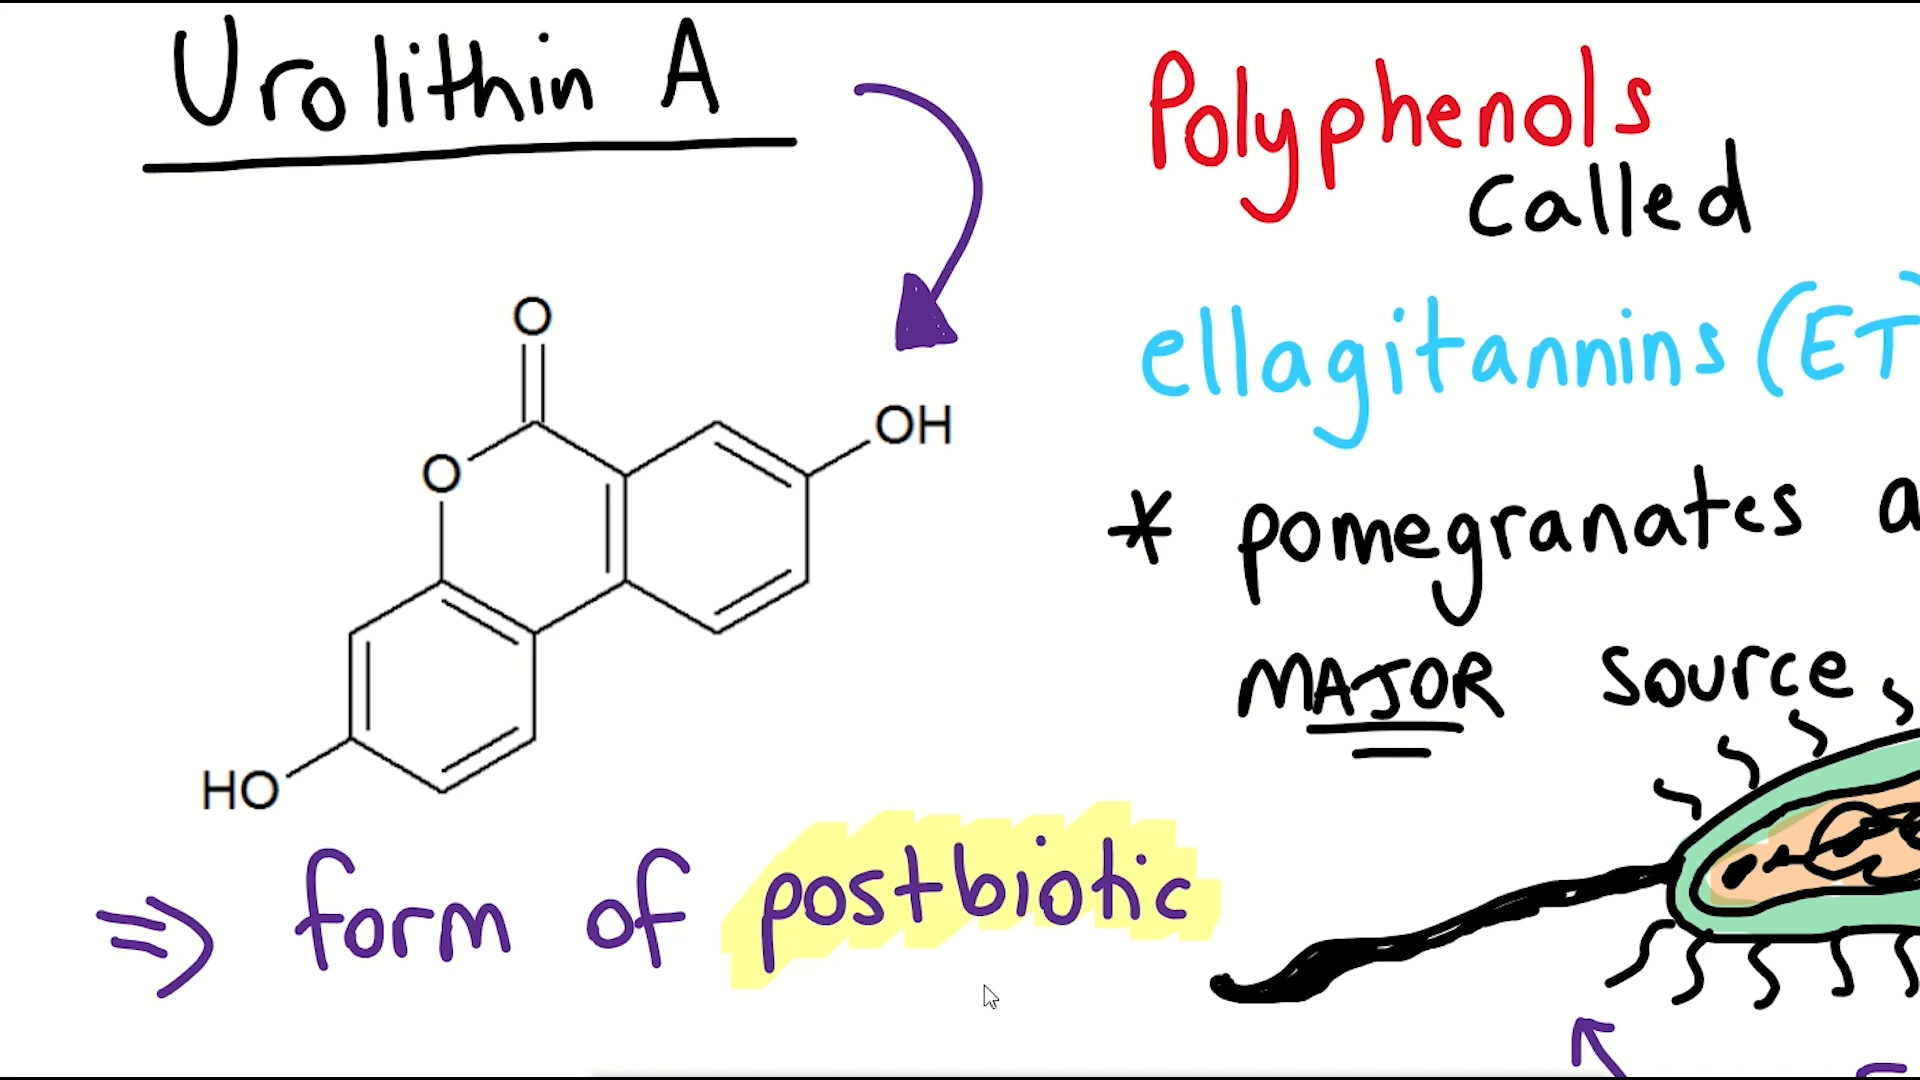 Urolithin A
O
O
OH
HO
⇒ form of postbiotic
Polyphenols
called
ellagitannins (ET)
* pomegranates a
MAJOR source,